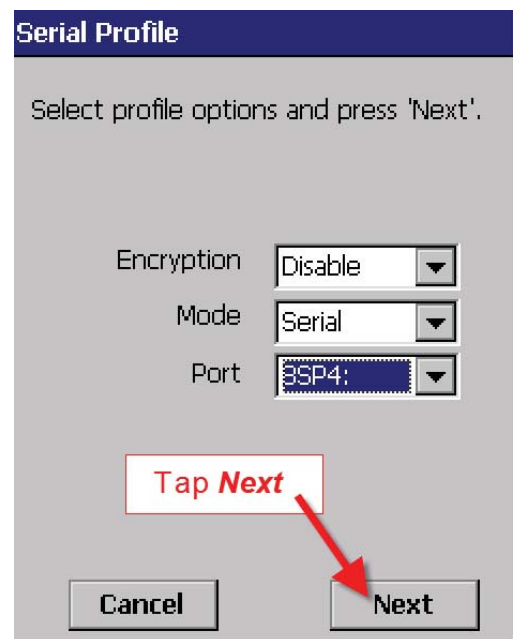 Serial Profile
Select profile options and press 'Next'.
Encryption Disable
Mode Serial
Port BSP4:
Tap Next
Cancel Next